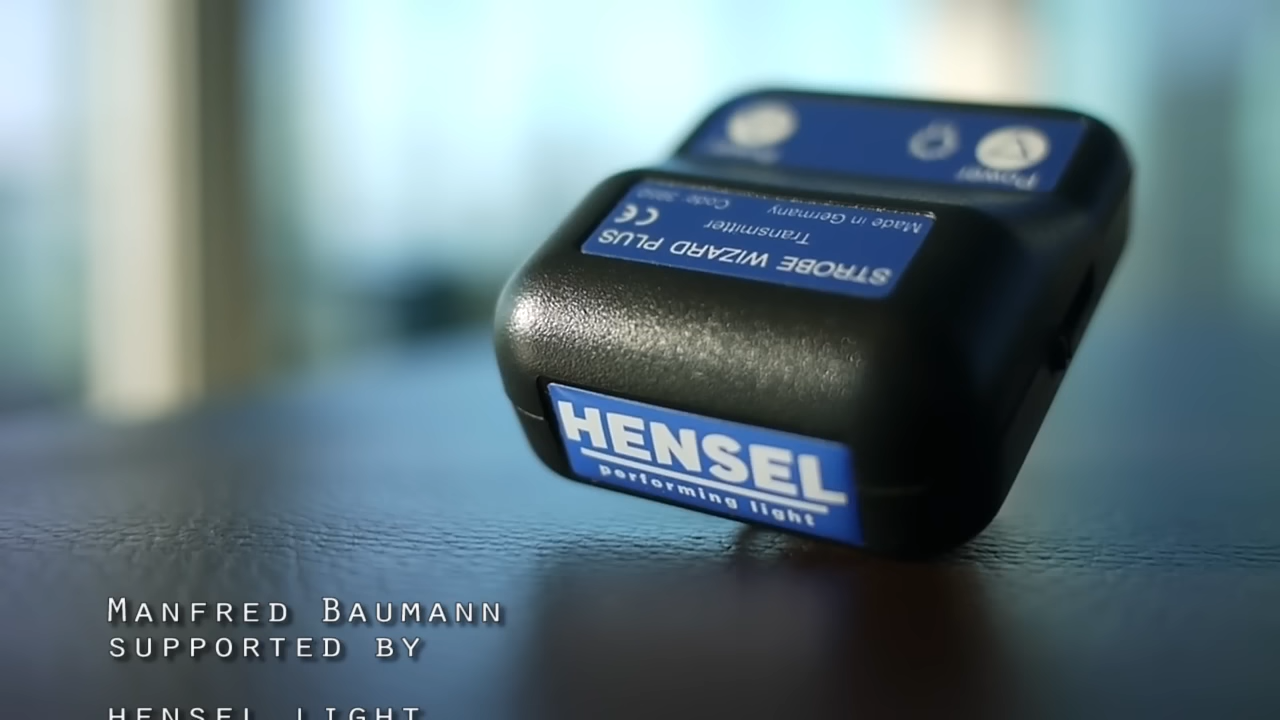 Power
Made in Germany
Transmitter
STROBE WIZARD PLUS
CE
HENSEL
performing light
MANFRED BAUMANN
SUPPORTED BY
HENSEL LIGHT